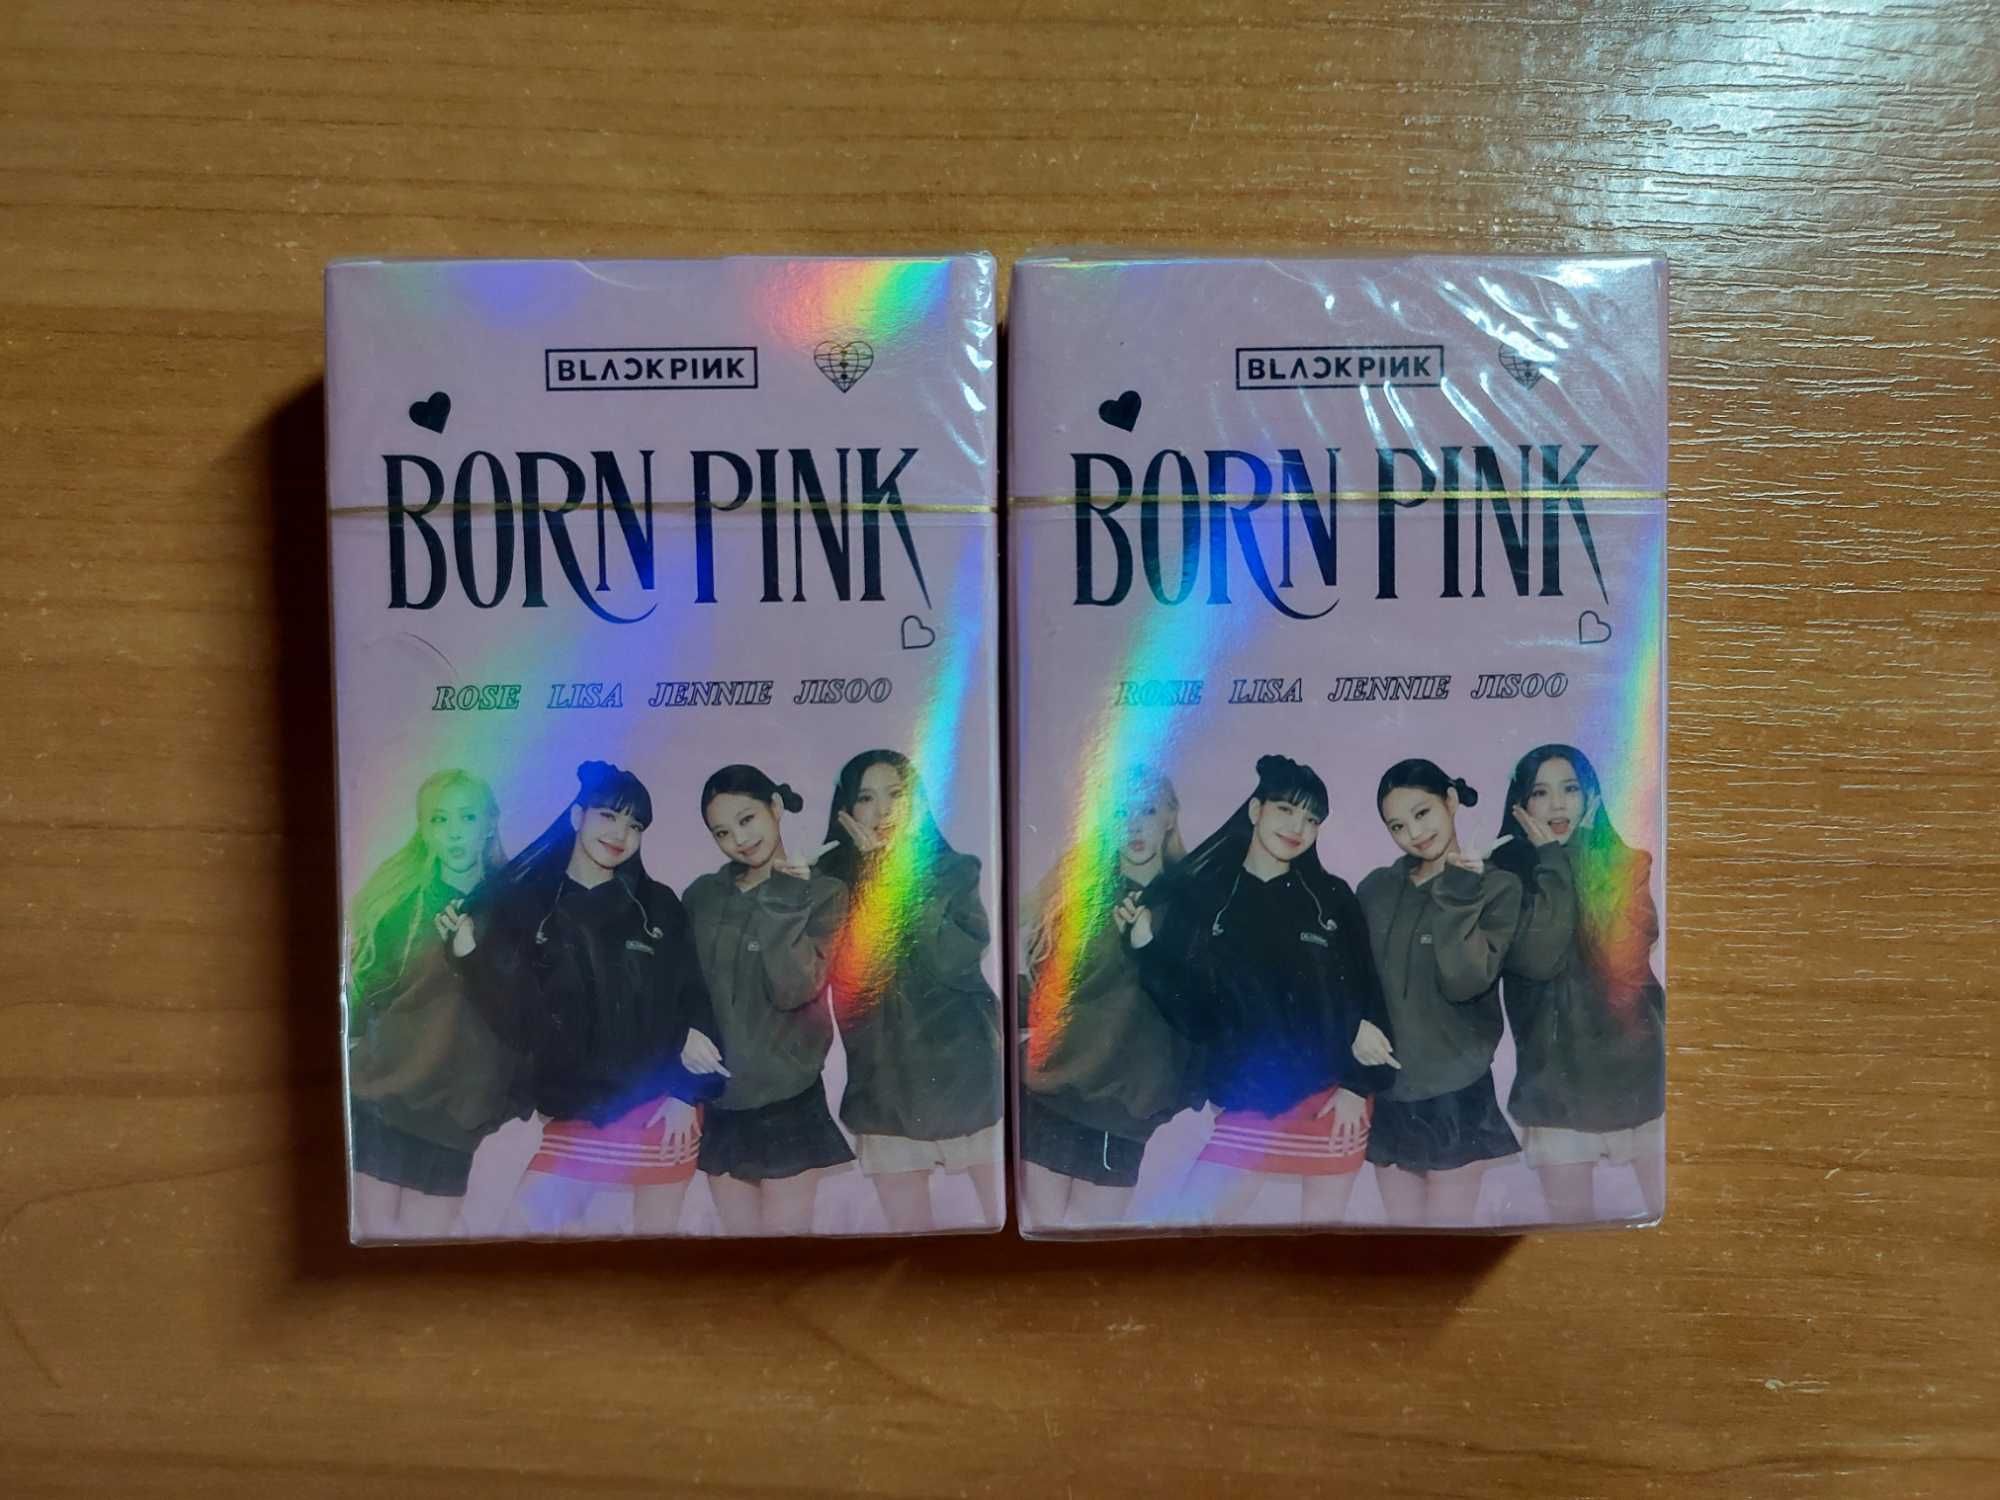 BLACKPINK
BORN PINK
ROSE LISA JENNIE JISOO
BLACKPINK
BORN PINK
ROSE LISA JENNIE JISOO